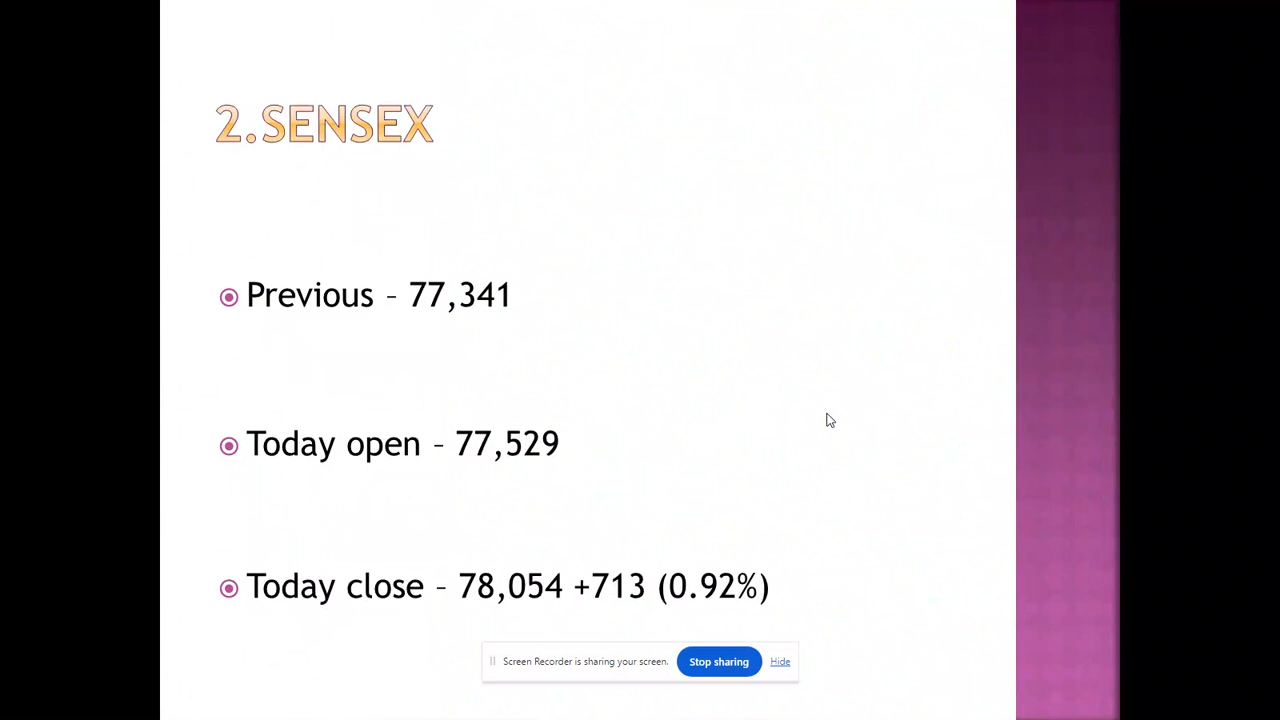 2.SENSEX
Previous – 77,341
Today open – 77,529
Today close – 78,054 +713 (0.92%)
Screen Recorder is sharing your screen.
Stop sharing
Hide